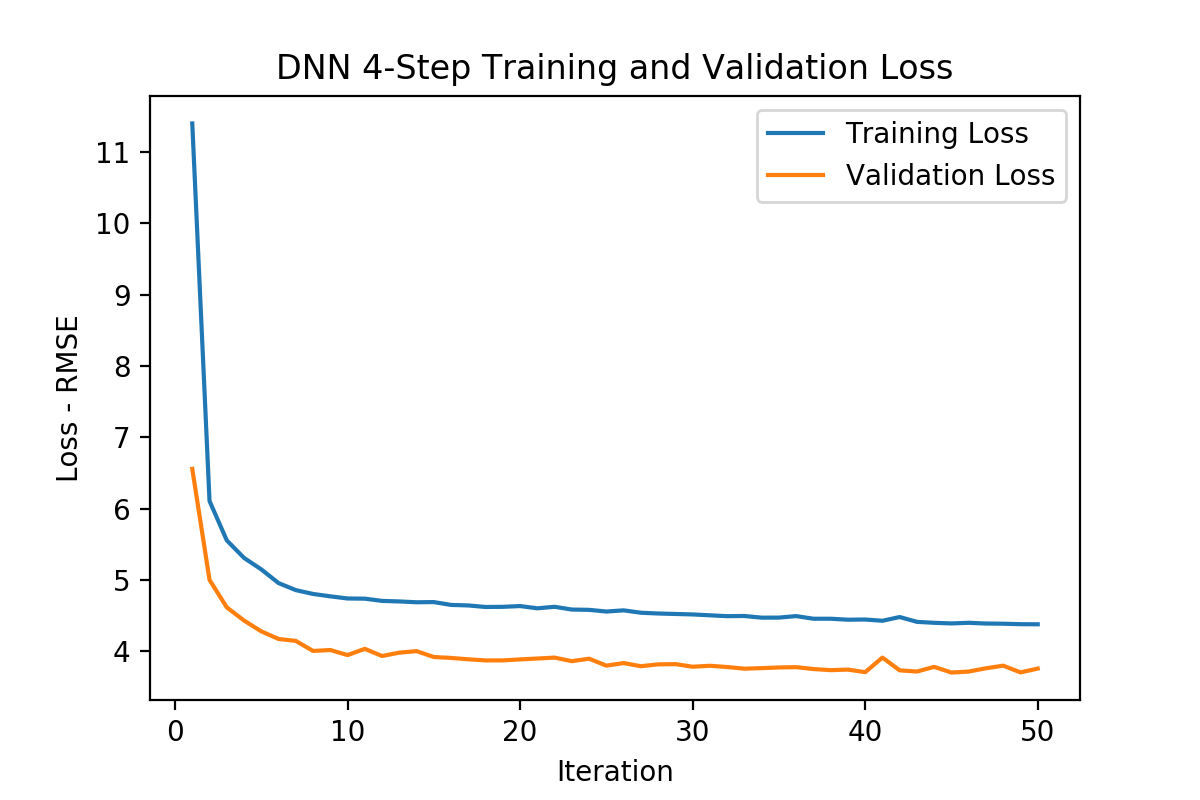 DNN 4-Step Training and Validation Loss
Training Loss
Validation Loss
Loss - RMSE
11
10
9
8
7
6
5
4
0 10 20 30 40 50
Iteration